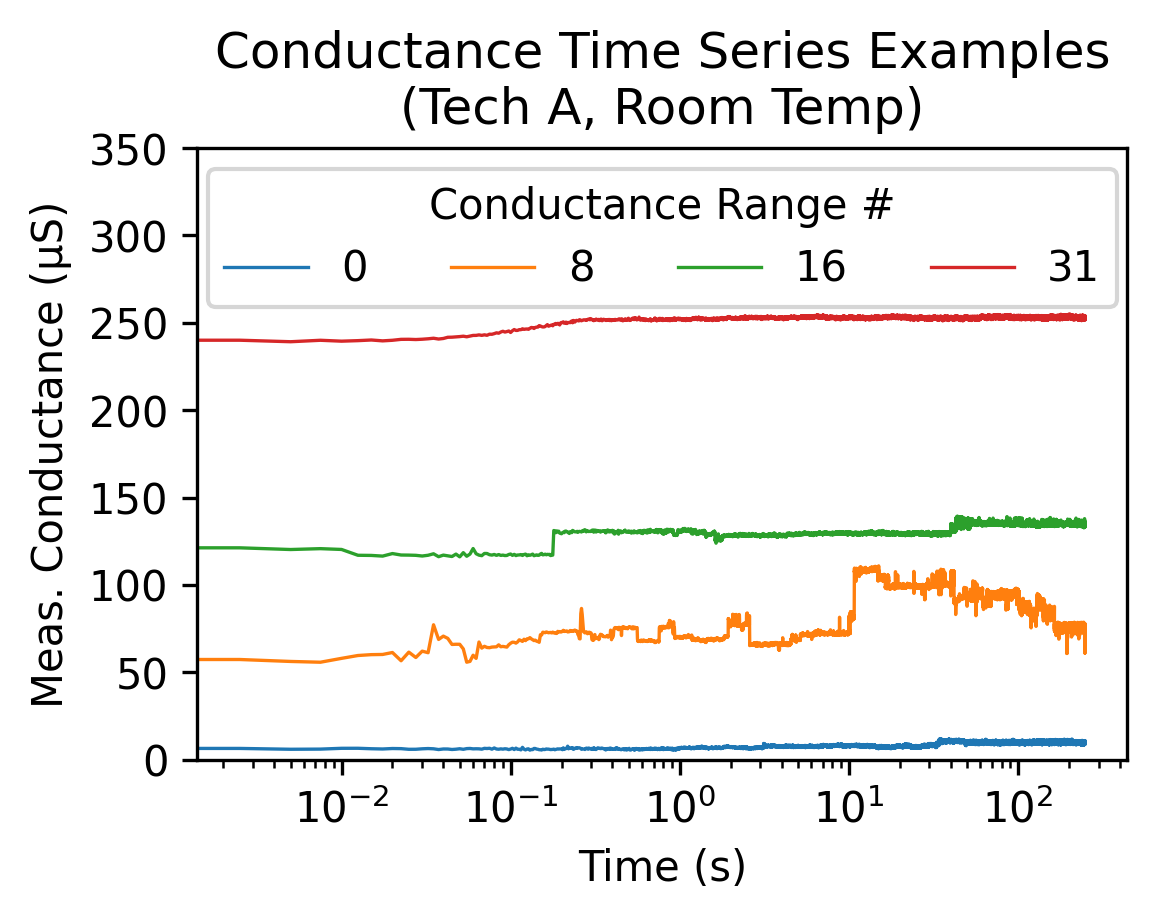 Conductance Time Series Examples
(Tech A, Room Temp)
Conductance Range #
0 8 16 31
350
300
250
200
150
100
50
0
Meas. Conductance (μS)
10⁻² 10⁻¹ 10⁰ 10¹ 10²
Time (s)